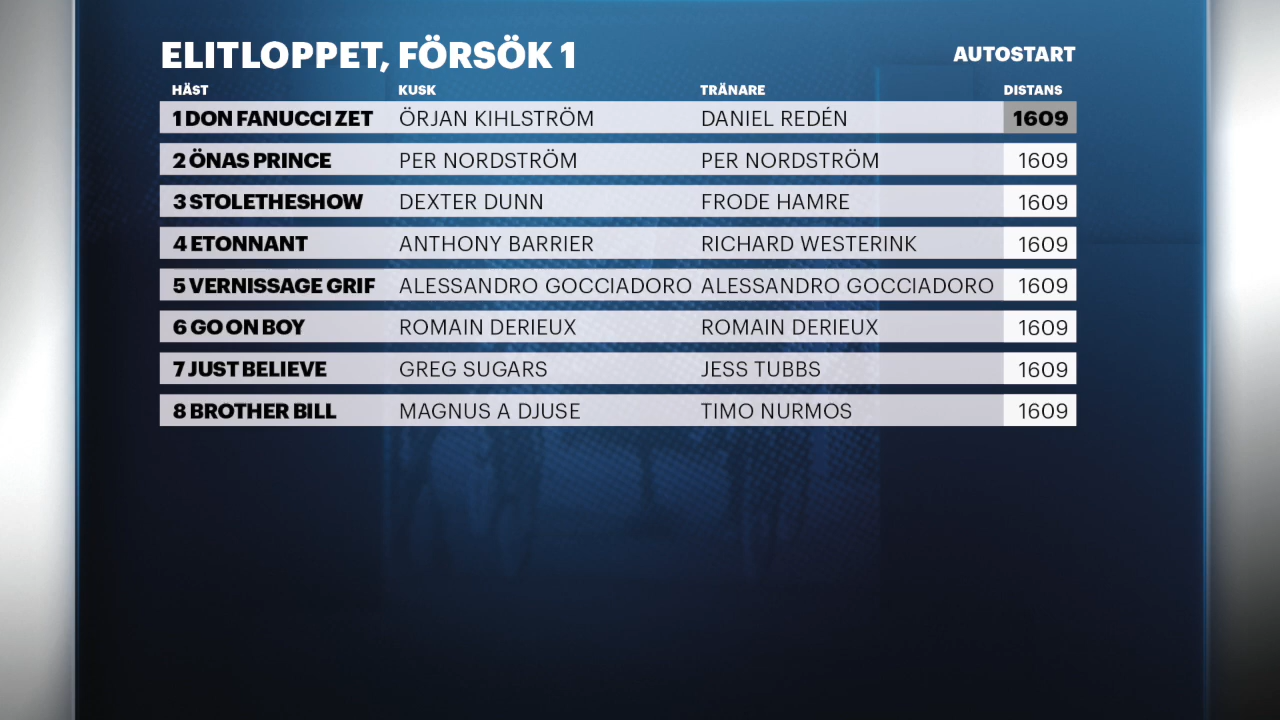 ELITLOPPET, FÖRSÖK 1 AUTOSTART
HÄST KUSK TRÄNARE DISTANS
1 DON FANUCCI ZET ÖRJAN KIHLSTRÖM DANIEL REDÉN 1609
2 ÖNAS PRINCE PER NORDSTRÖM PER NORDSTRÖM 1609
3 STOLETHESHOW DEXTER DUNN FRODE HAMRE 1609
4 ETONNANT ANTHONY BARRIER RICHARD WESTERINK 1609
5 VERNISSAGE GRIF ALESSANDRO GOCCIADORO ALESSANDRO GOCCIADORO 1609
6 GO ON BOY ROMAIN DERIEUX ROMAIN DERIEUX 1609
7 JUST BELIEVE GREG SUGARS JESS TUBBS 1609
8 BROTHER BILL MAGNUS A DJUSE TIMO NURMOS 1609